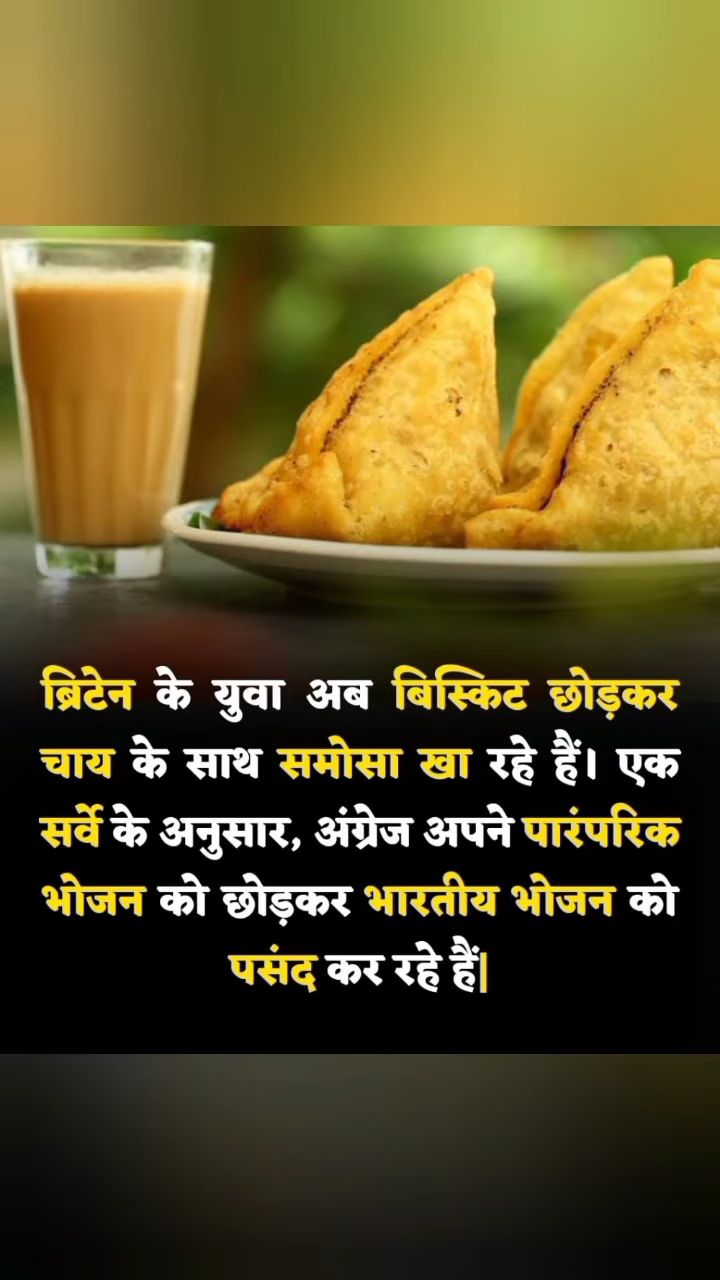 ब्रिटेन के युवा अब बिस्किट छोड़कर
चाय के साथ समोसा खा रहे हैं। एक
सर्वे के अनुसार, अंग्रेज अपने पारंपरिक
भोजन को छोड़कर भारतीय भोजन को
पसंद कर रहे हैं|